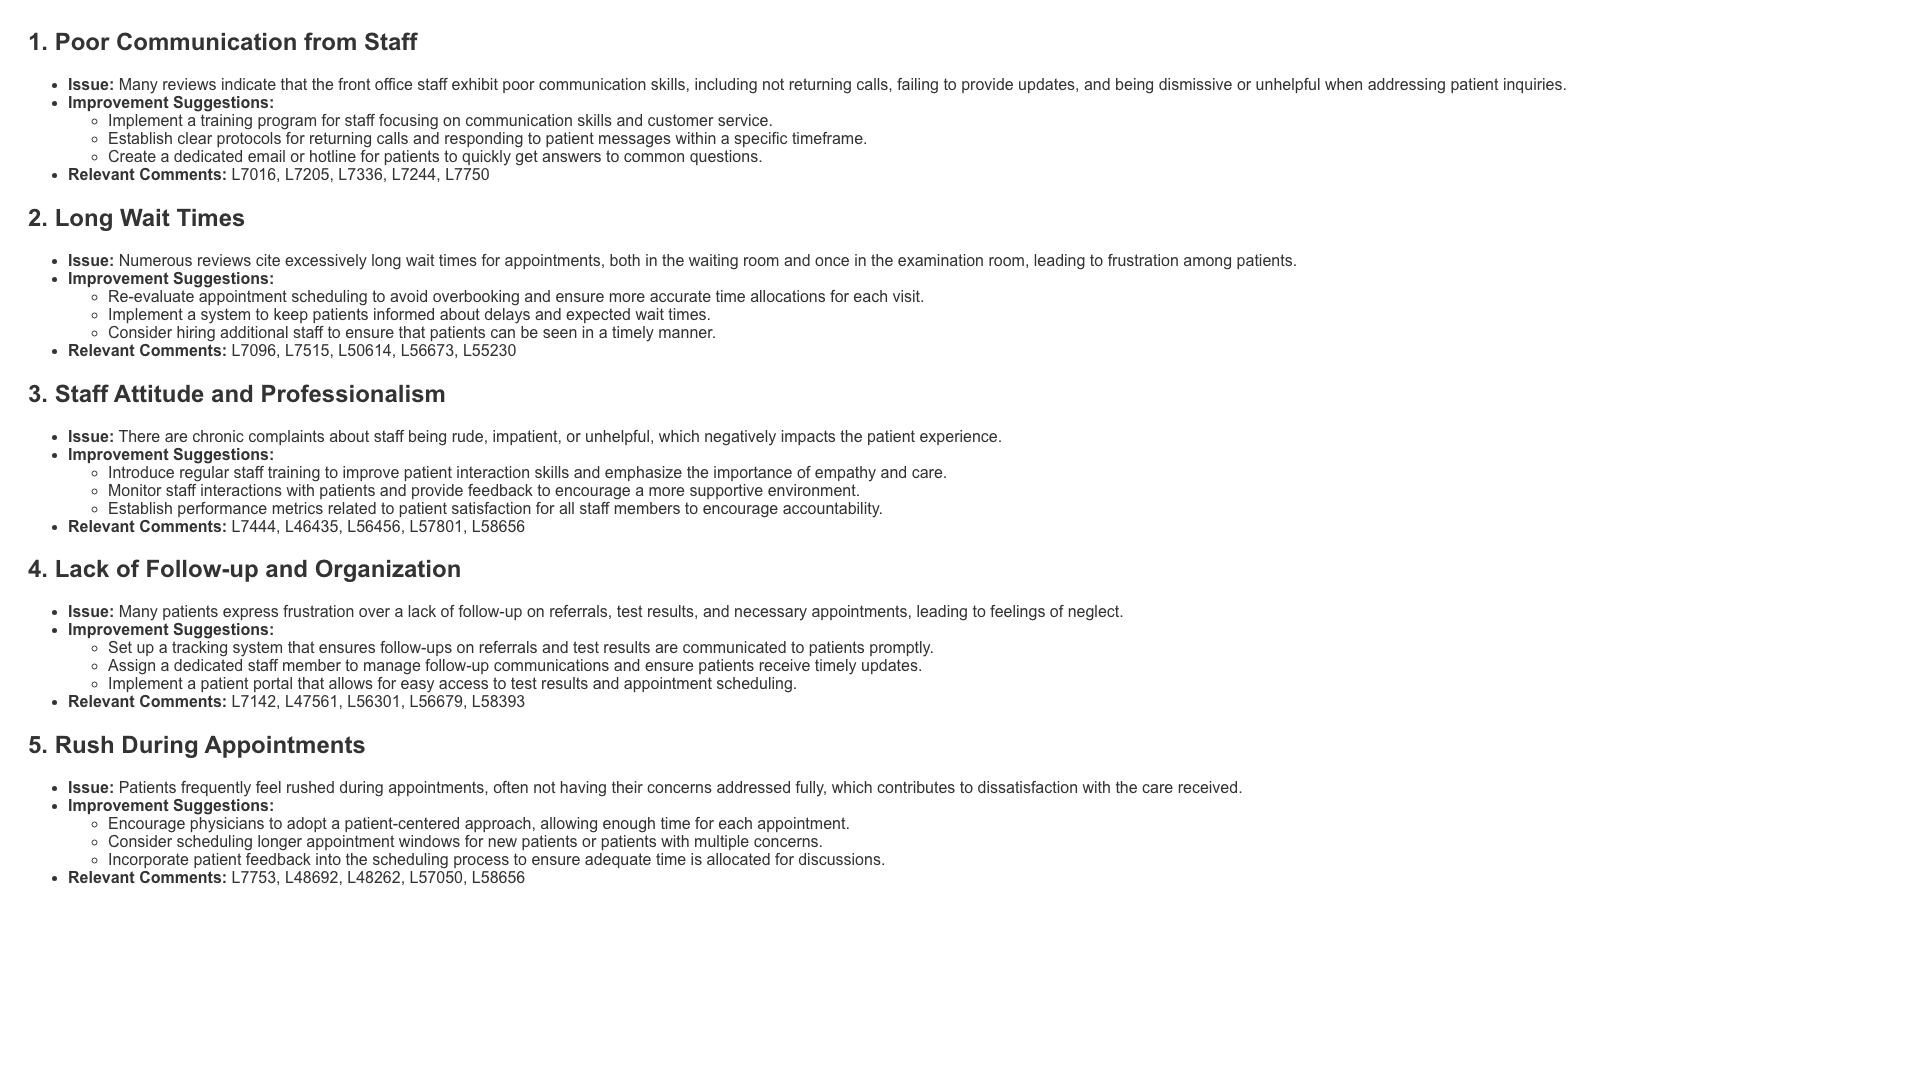 1. Poor Communication from Staff
• Issue: Many reviews indicate that the front office staff exhibit poor communication skills, including not returning calls, failing to provide updates, and being dismissive or unhelpful when addressing patient inquiries.
• Improvement Suggestions:
◦ Implement a training program for staff focusing on communication skills and customer service.
◦ Establish clear protocols for returning calls and responding to patient messages within a specific timeframe.
◦ Create a dedicated email or hotline for patients to quickly get answers to common questions.
• Relevant Comments: L7016, L7205, L7336, L7244, L7750
2. Long Wait Times
• Issue: Numerous reviews cite excessively long wait times for appointments, both in the waiting room and once in the examination room, leading to frustration among patients.
• Improvement Suggestions:
◦ Re-evaluate appointment scheduling to avoid overbooking and ensure more accurate time allocations for each visit.
◦ Implement a system to keep patients informed about delays and expected wait times.
◦ Consider hiring additional staff to ensure that patients can be seen in a timely manner.
• Relevant Comments: L7096, L7515, L50614, L56673, L55230
3. Staff Attitude and Professionalism
• Issue: There are chronic complaints about staff being rude, impatient, or unhelpful, which negatively impacts the patient experience.
• Improvement Suggestions:
◦ Introduce regular staff training to improve patient interaction skills and emphasize the importance of empathy and care.
◦ Monitor staff interactions with patients and provide feedback to encourage a more supportive environment.
◦ Establish performance metrics related to patient satisfaction for all staff members to encourage accountability.
• Relevant Comments: L7444, L46435, L56456, L57801, L58656
4. Lack of Follow-up and Organization
• Issue: Many patients express frustration over a lack of follow-up on referrals, test results, and necessary appointments, leading to feelings of neglect.
• Improvement Suggestions:
◦ Set up a tracking system that ensures follow-ups on referrals and test results are communicated to patients promptly.
◦ Assign a dedicated staff member to manage follow-up communications and ensure patients receive timely updates.
◦ Implement a patient portal that allows for easy access to test results and appointment scheduling.
• Relevant Comments: L7142, L47561, L56301, L56679, L58393
5. Rush During Appointments
• Issue: Patients frequently feel rushed during appointments, often not having their concerns addressed fully, which contributes to dissatisfaction with the care received.
• Improvement Suggestions:
◦ Encourage physicians to adopt a patient-centered approach, allowing enough time for each appointment.
◦ Consider scheduling longer appointment windows for new patients or patients with multiple concerns.
◦ Incorporate patient feedback into the scheduling process to ensure adequate time is allocated for discussions.
• Relevant Comments: L7753, L48692, L48262, L57050, L58656